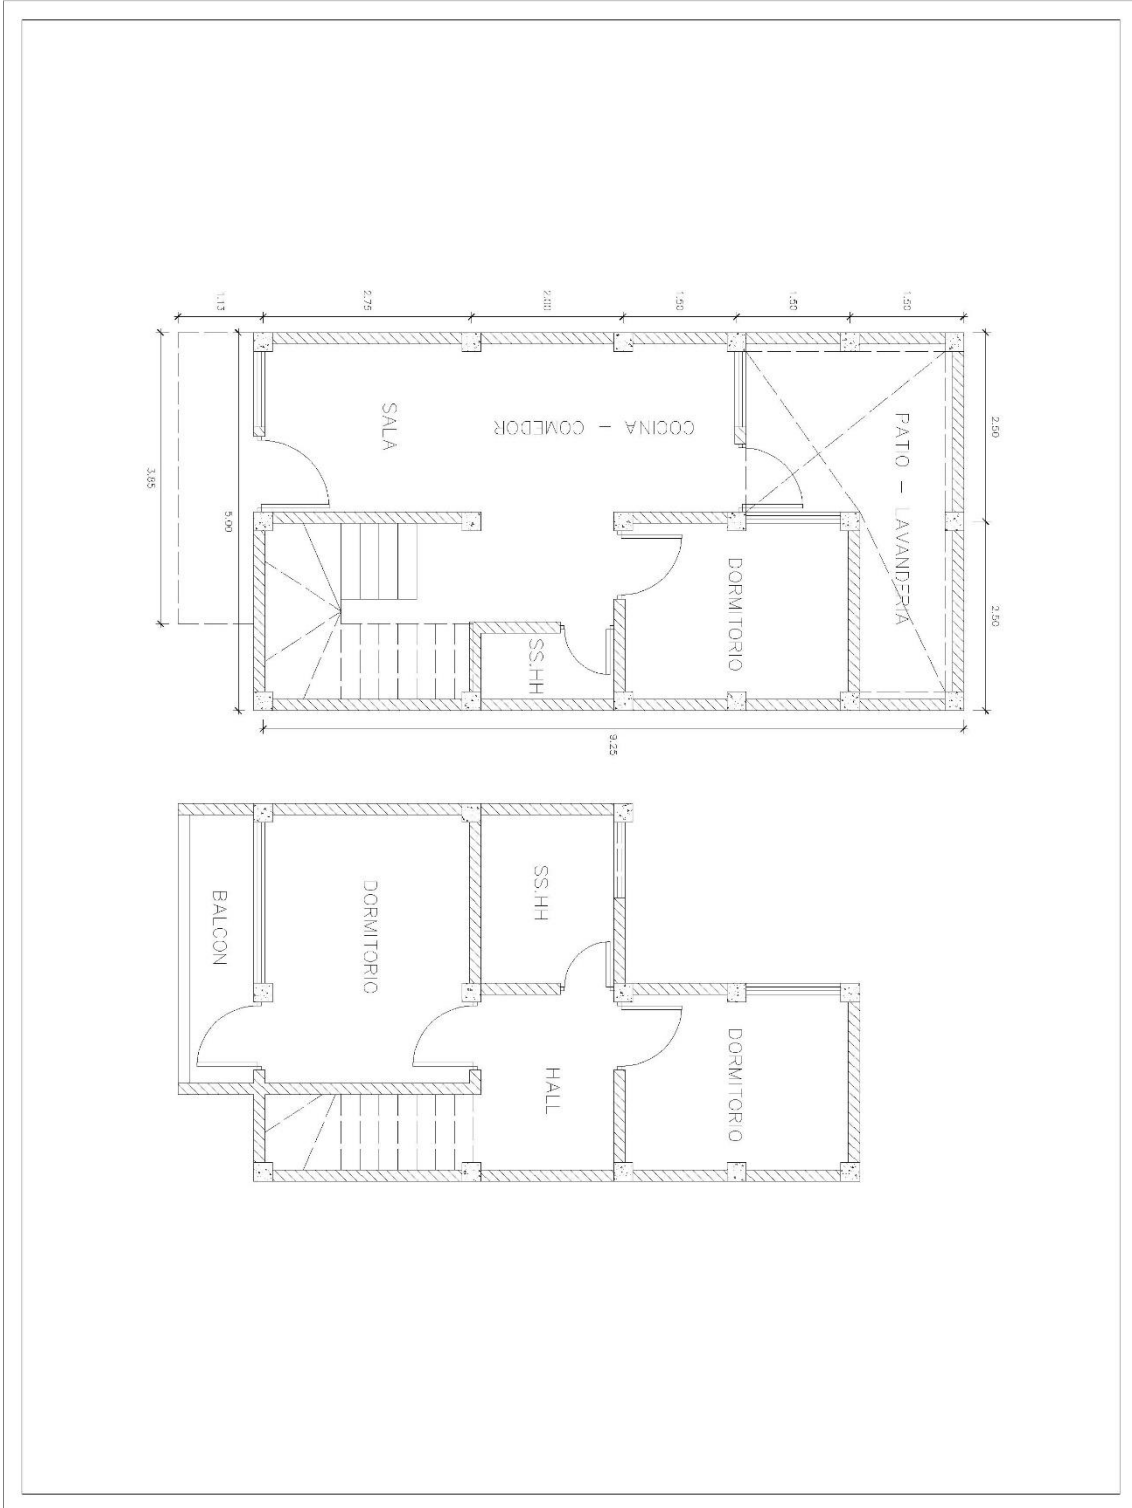 1.13
2.75
2.00
1.50
1.50
1.50
3.85
5.00
2.50
2.50
9.25
SALA
COCINA - COMEDOR
PATIO - LAVANDERIA
DORMITORIO
SS.HH
BALCON
DORMITORIO
SS.HH
HALL
DORMITORIO